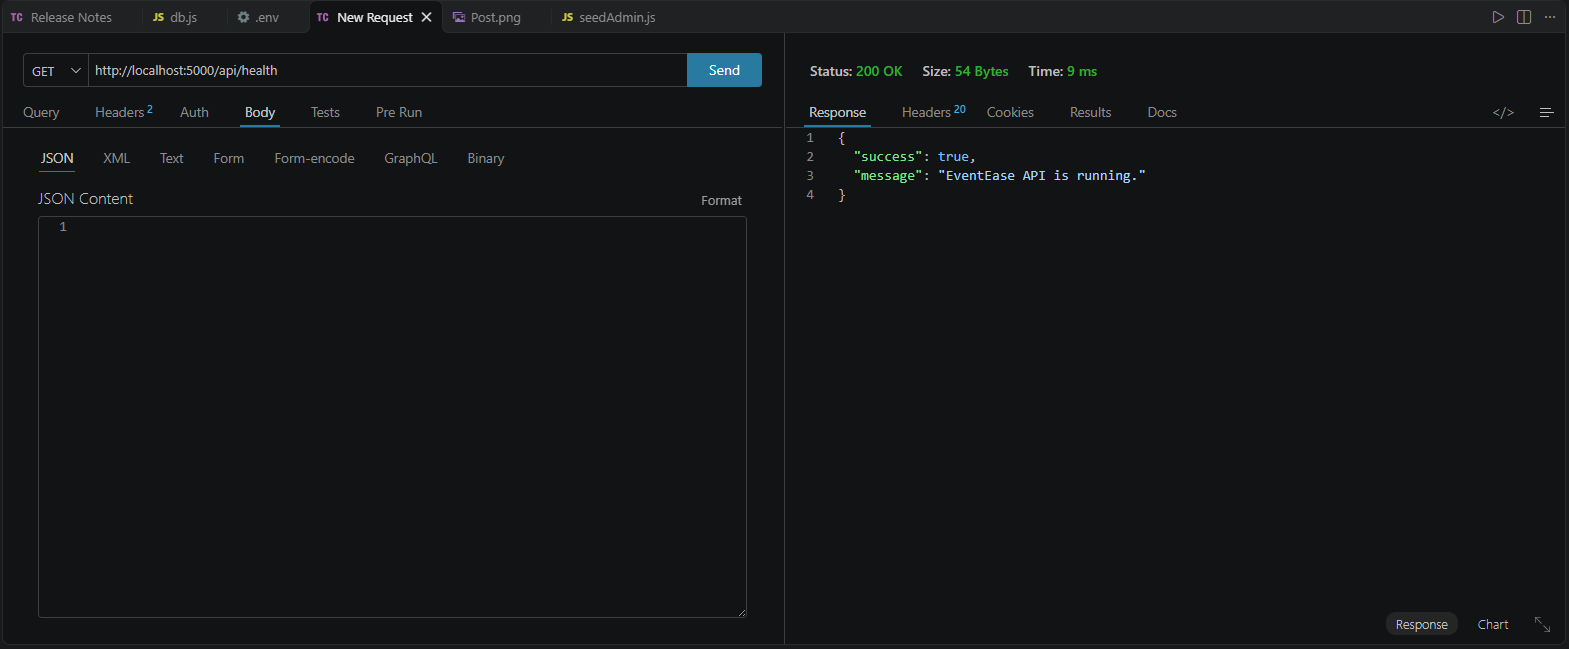 TC Release Notes JS db.js .env TC New Request Post.png JS seedAdmin.js
GET http://localhost:5000/api/health Send
Query Headers 2 Auth Body Tests Pre Run
JSON XML Text Form Form-encode GraphQL Binary
JSON Content Format
1
Status: 200 OK Size: 54 Bytes Time: 9 ms
Response Headers 20 Cookies Results Docs </>
1 {
2 "success": true,
3 "message": "EventEase API is running."
4 }
Response Chart